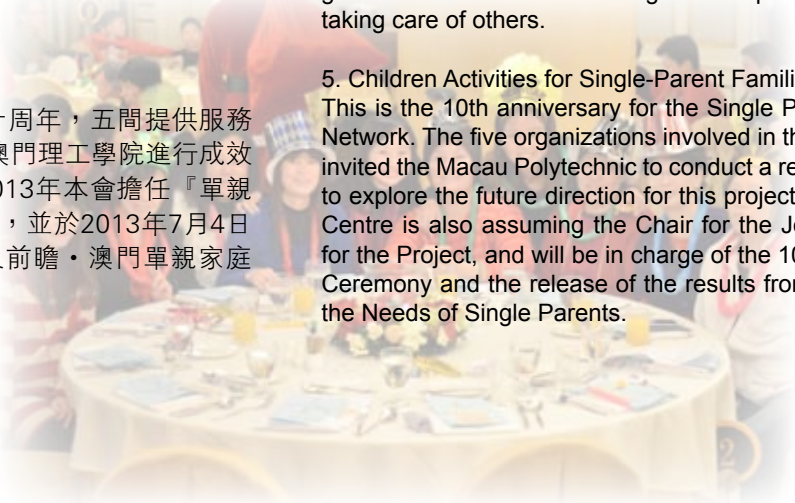 十周年，五間提供服務
澳門理工學院進行成效
013年本會擔任『單親
，並於2013年7月4日
前瞻・澳門單親家庭
taking care of others.
5. Children Activities for Single-Parent Famili
This is the 10th anniversary for the Single P
Network. The five organizations involved in th
invited the Macau Polytechnic to conduct a re
to explore the future direction for this project
Centre is also assuming the Chair for the Jo
for the Project, and will be in charge of the 10
Ceremony and the release of the results from
the Needs of Single Parents.
2